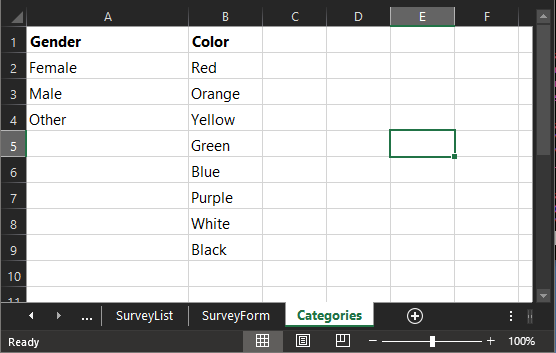 A B C D E F
1 Gender Color
2 Female Red
3 Male Orange
4 Other Yellow
5 Green
6 Blue
7 Purple
8 White
9 Black
10
11
... SurveyList SurveyForm Categories
Ready 100%